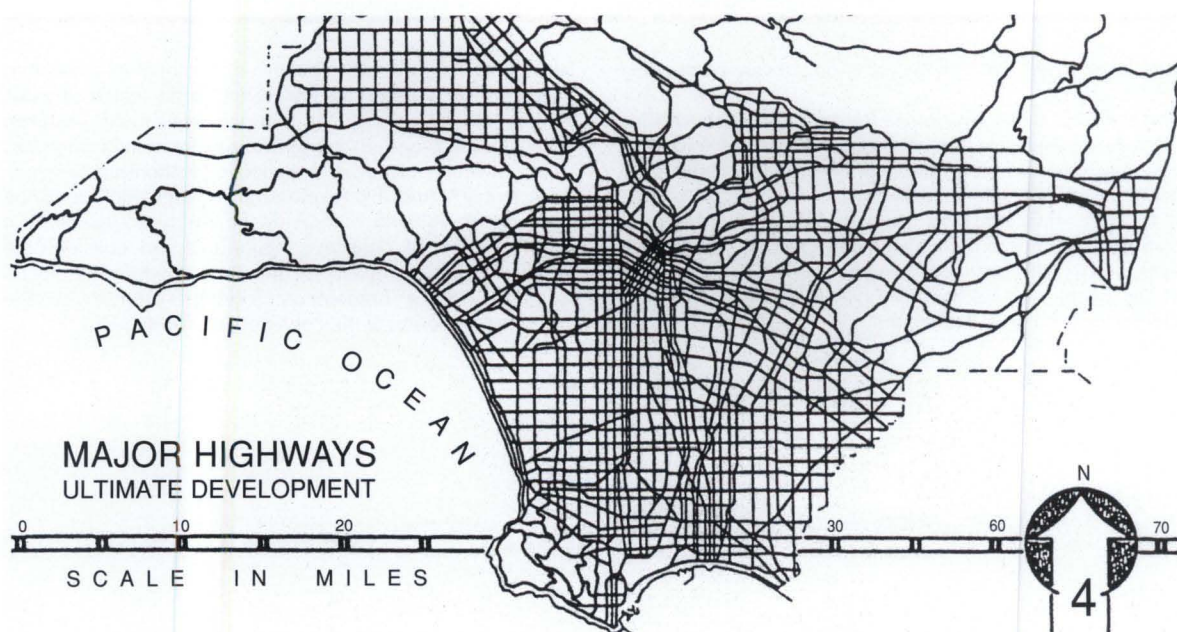 PACIFIC OCEAN
MAJOR HIGHWAYS
ULTIMATE DEVELOPMENT
N
0 10 20 30 60 70
SCALE IN MILES
4